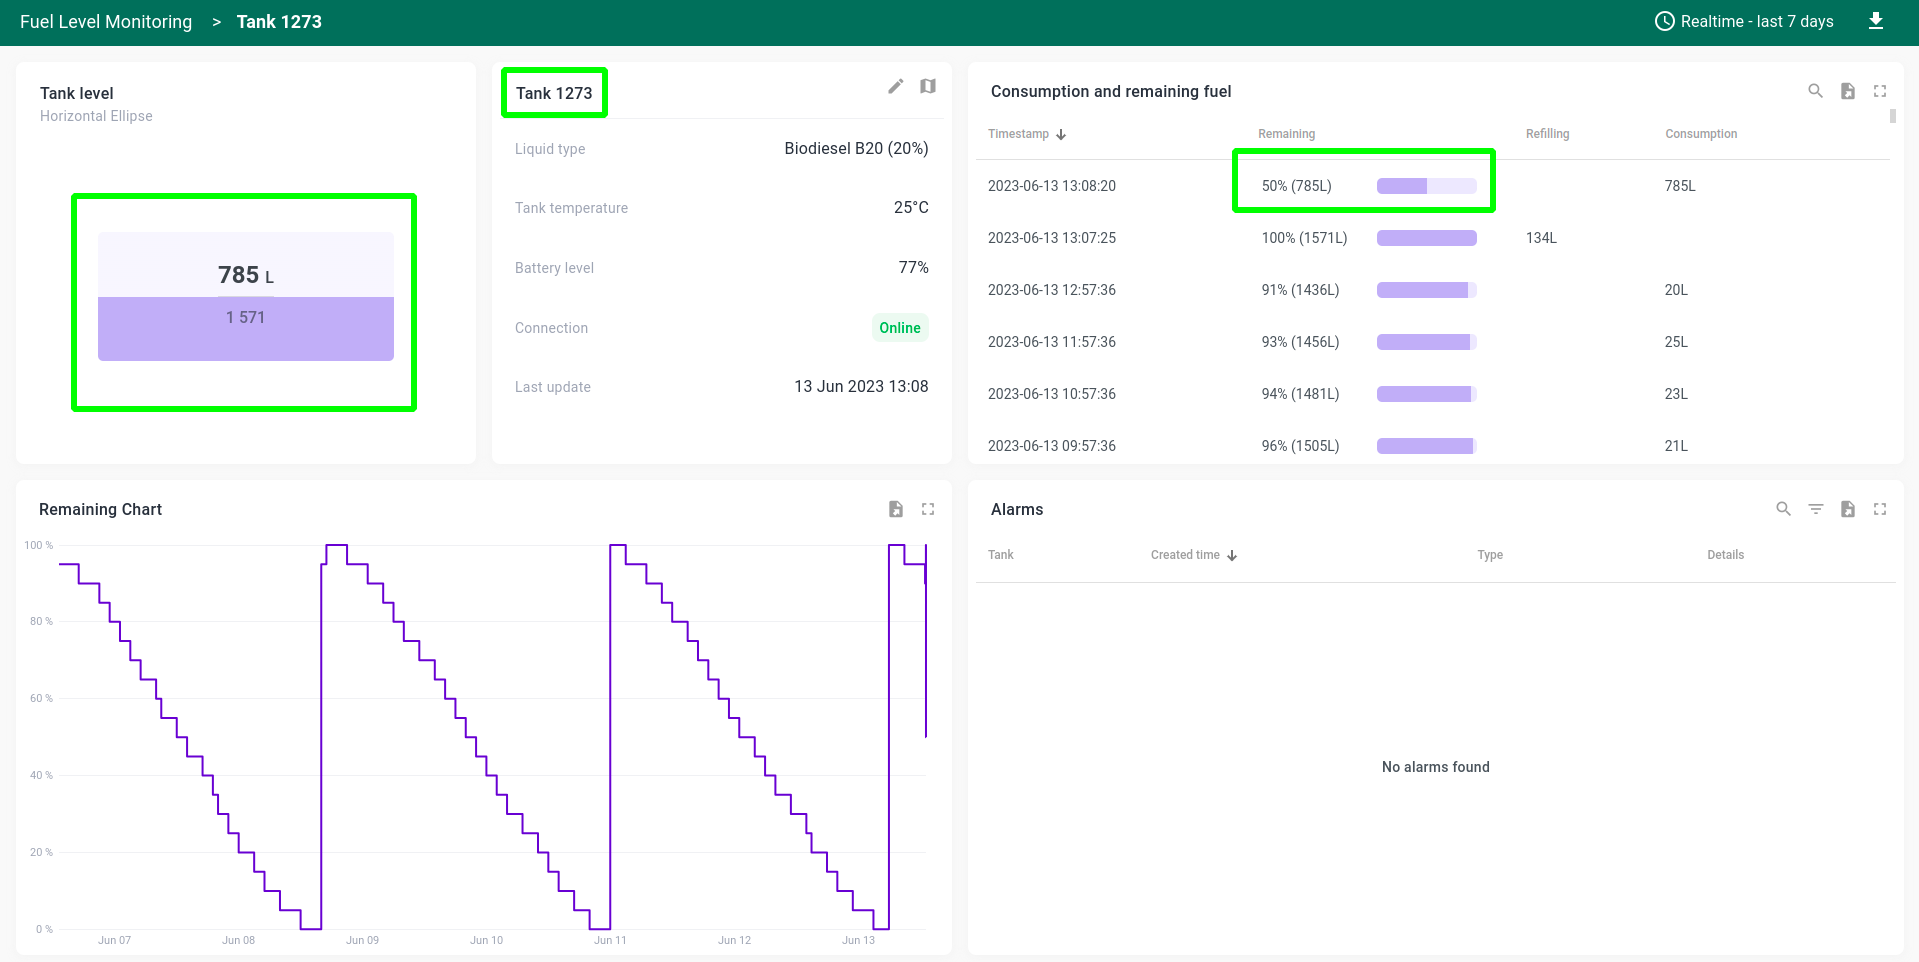 Fuel Level Monitoring > Tank 1273
Realtime - last 7 days
Tank level
Horizontal Ellipse
785 L
1 571
Tank 1273
Liquid type Biodiesel B20 (20%)
Tank temperature 25°C
Battery level 77%
Connection Online
Last update 13 Jun 2023 13:08
Consumption and remaining fuel
Timestamp Remaining Refilling Consumption
2023-06-13 13:08:20 50% (785L) 785L
2023-06-13 13:07:25 100% (1571L) 134L
2023-06-13 12:57:36 91% (1436L) 20L
2023-06-13 11:57:36 93% (1456L) 25L
2023-06-13 10:57:36 94% (1481L) 23L
2023-06-13 09:57:36 96% (1505L) 21L
Remaining Chart
100 %
80 %
60 %
40 %
20 %
0 %
Jun 07 Jun 08 Jun 09 Jun 10 Jun 11 Jun 12 Jun 13
Alarms
Tank Created time Type Details
No alarms found